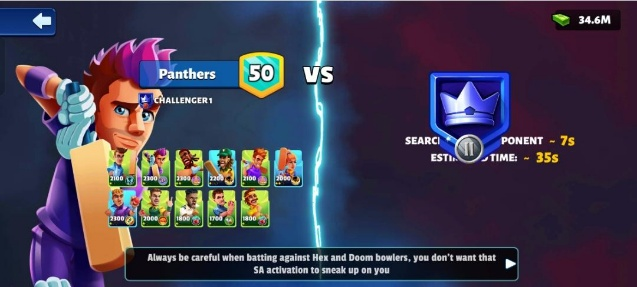 34.6M
Panthers
50
VS
CHALLENGER 1
SEARC PONENT ~ 7s
ESTI D TIME: ~ 35s
2100 2300 2300 2200 2100 2000
2300 2000 1800 1700 1800
Always be careful when batting against Hex and Doom bowlers, you don't want that
SA activation to sneak up on you